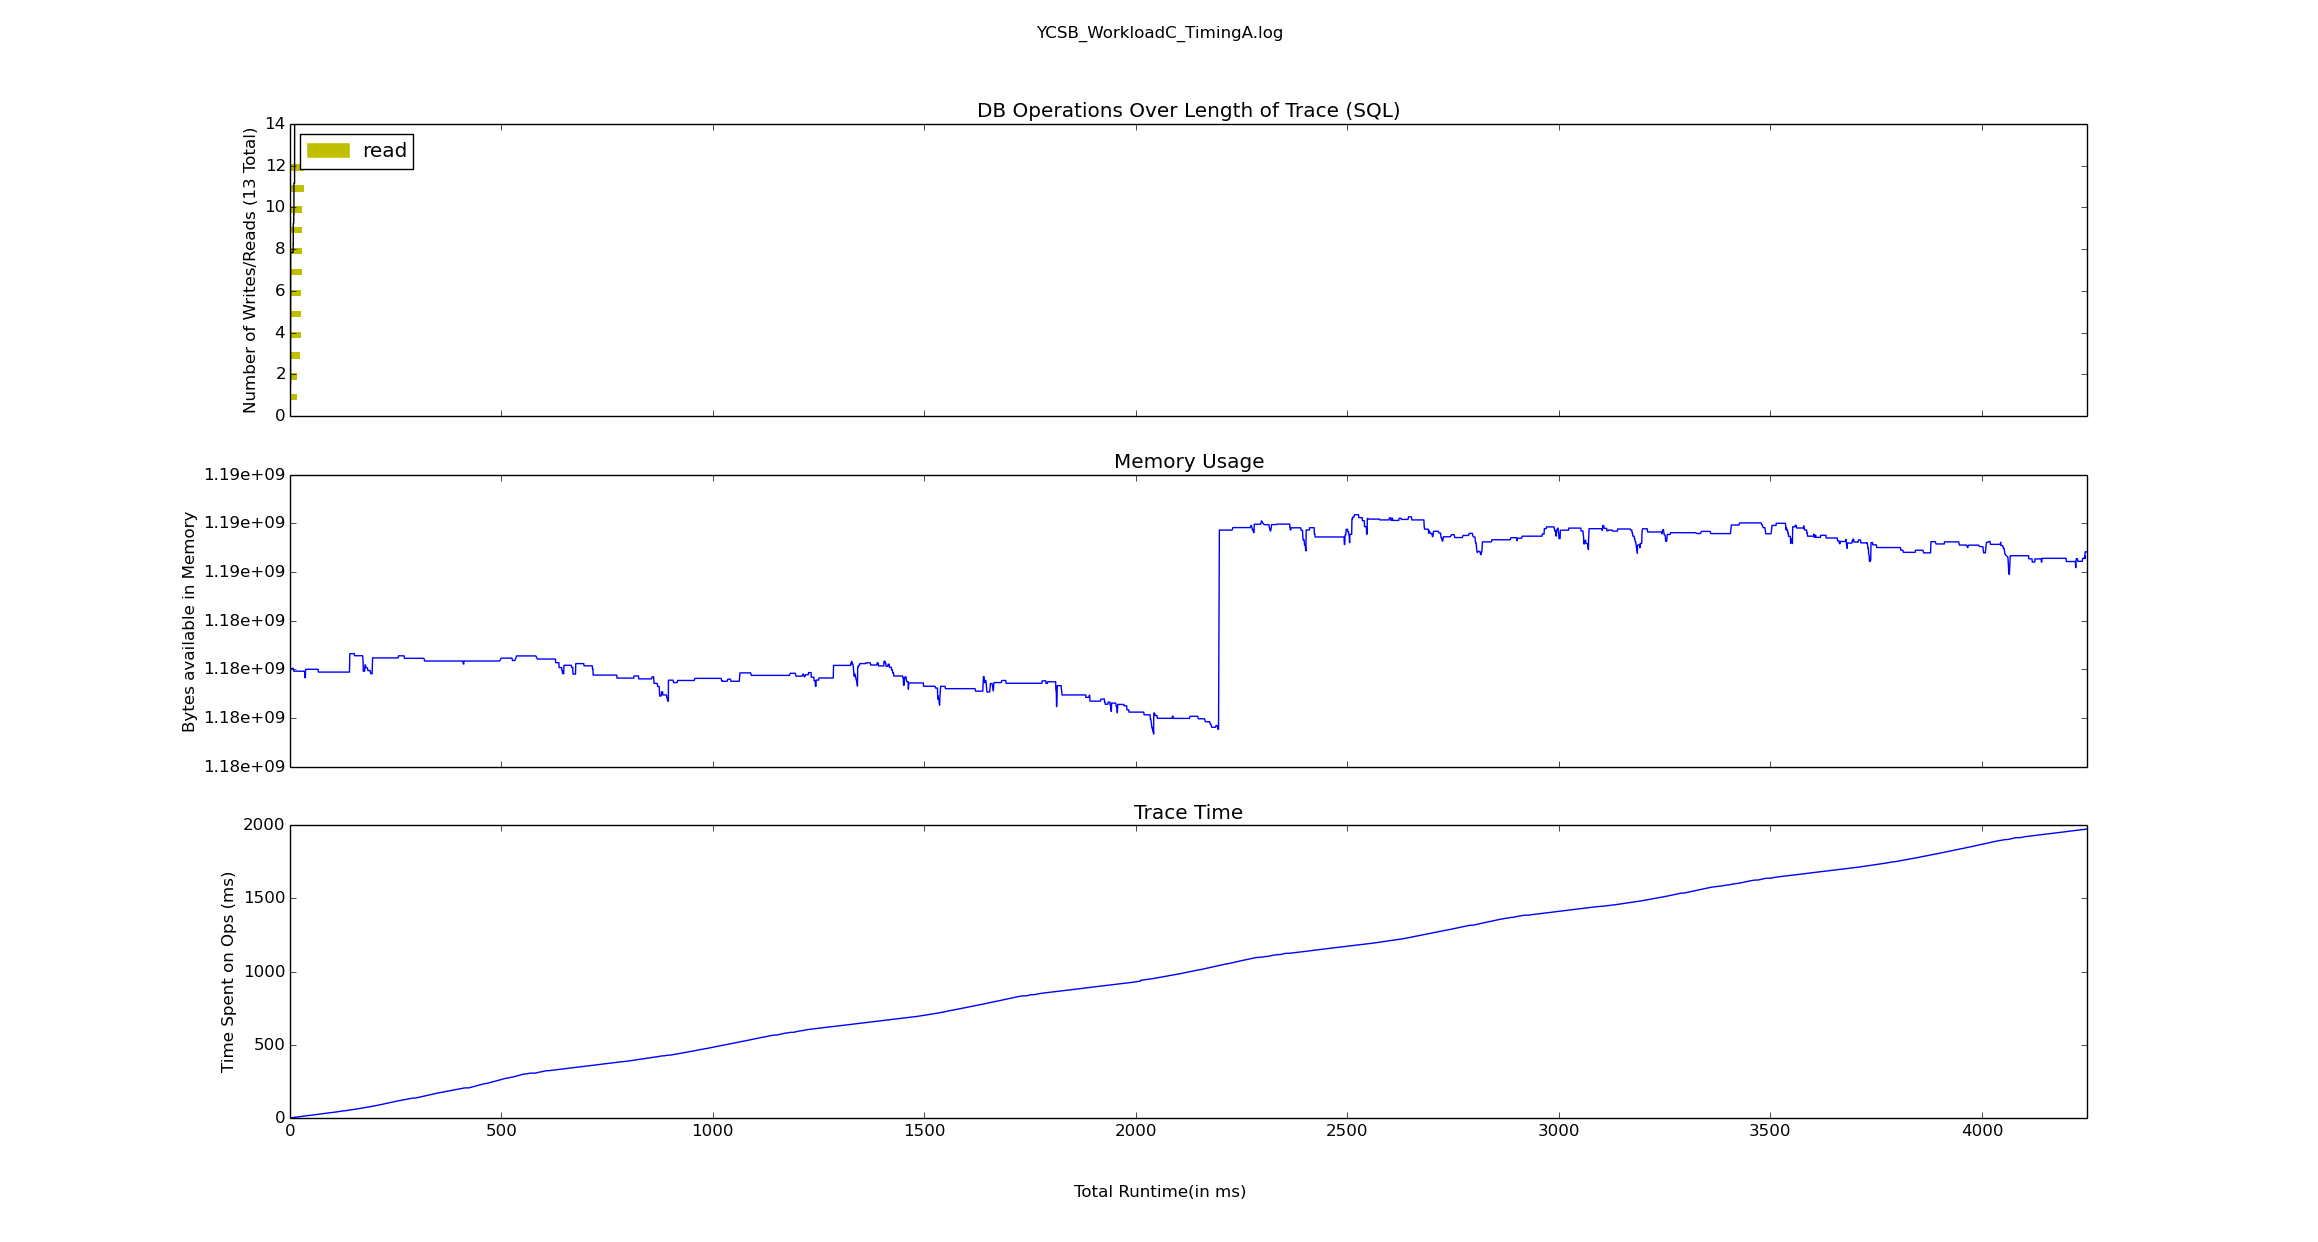 YCSB_WorkloadC_TimingA.log
DB Operations Over Length of Trace (SQL)
Number of Writes/Reads (13 Total)
14
12
10
8
6
4
2
0
read
Memory Usage
Bytes available in Memory
1.19e+09
1.19e+09
1.19e+09
1.18e+09
1.18e+09
1.18e+09
1.18e+09
Trace Time
Time Spent on Ops (ms)
2000
1500
1000
500
0
0 500 1000 1500 2000 2500 3000 3500 4000
Total Runtime(in ms)